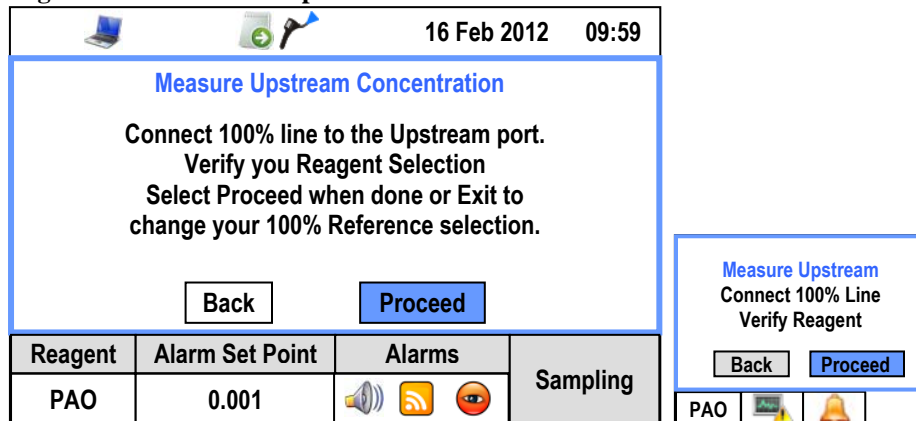 16 Feb 2012 09:59
Measure Upstream Concentration
Connect 100% line to the Upstream port.
Verify you Reagent Selection
Select Proceed when done or Exit to
change your 100% Reference selection.
Back Proceed
Reagent Alarm Set Point Alarms Sampling
PAO 0.001
Measure Upstream
Connect 100% Line
Verify Reagent
Back Proceed
PAO